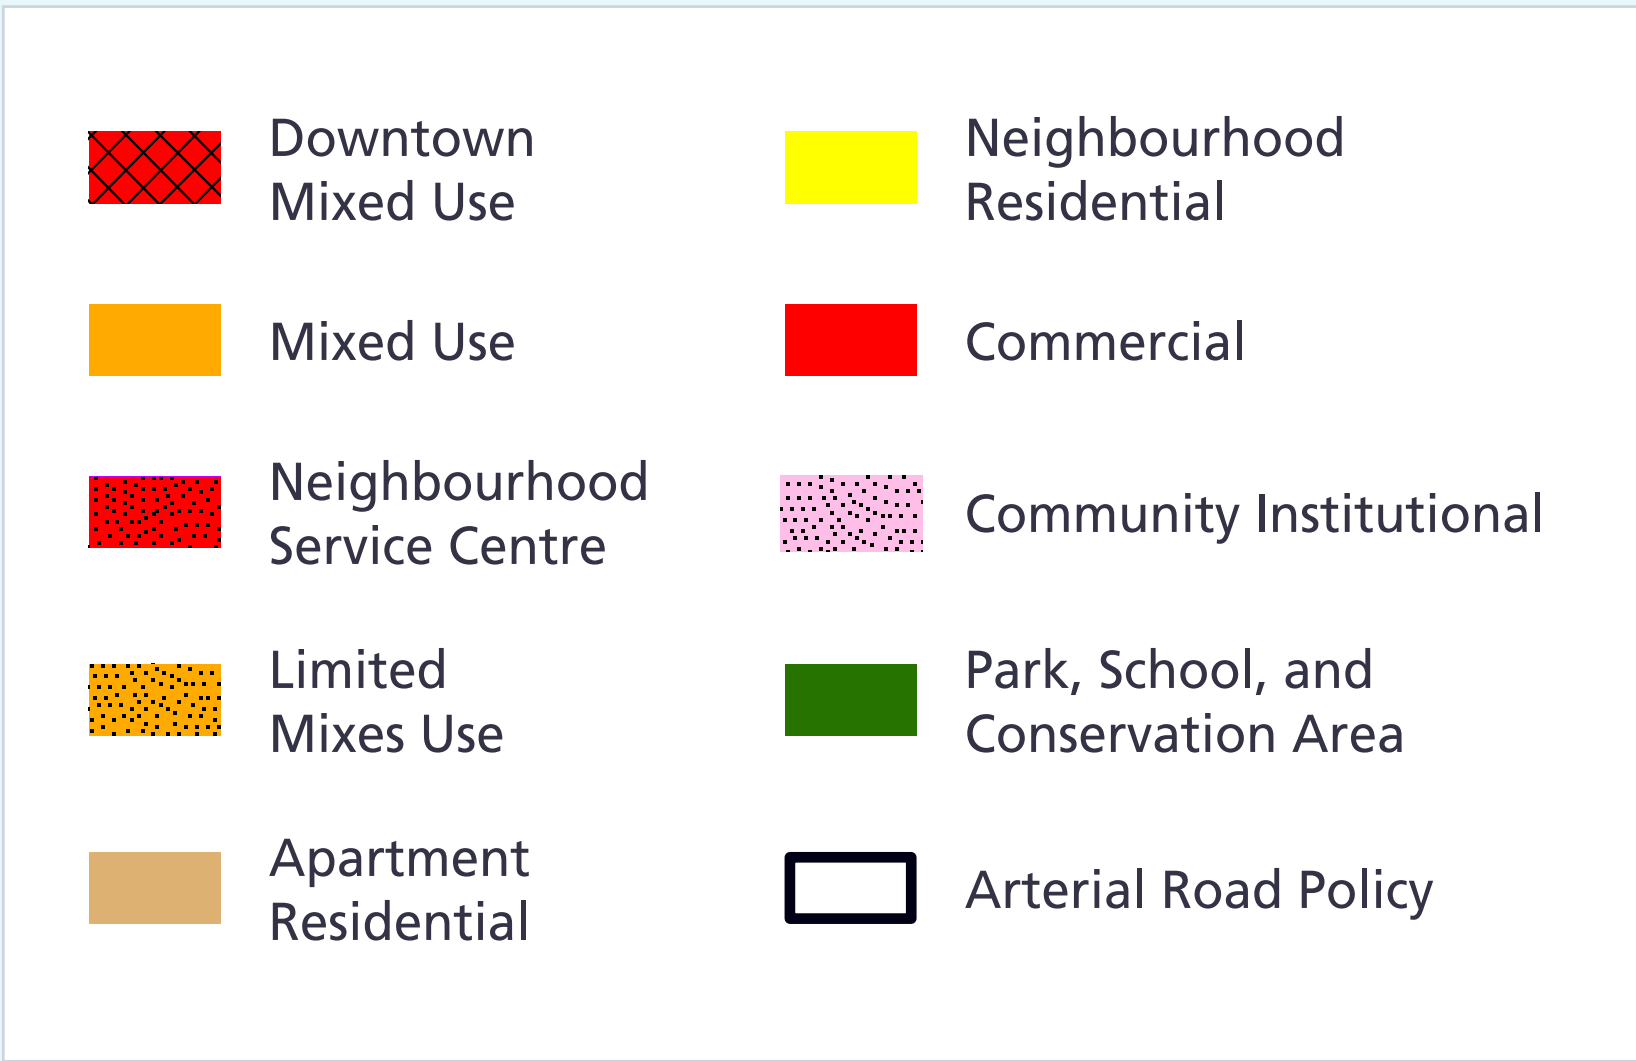 Downtown
Mixed Use
Mixed Use
Neighbourhood
Service Centre
Limited
Mixes Use
Apartment
Residential
Neighbourhood
Residential
Commercial
Community Institutional
Park, School, and
Conservation Area
Arterial Road Policy